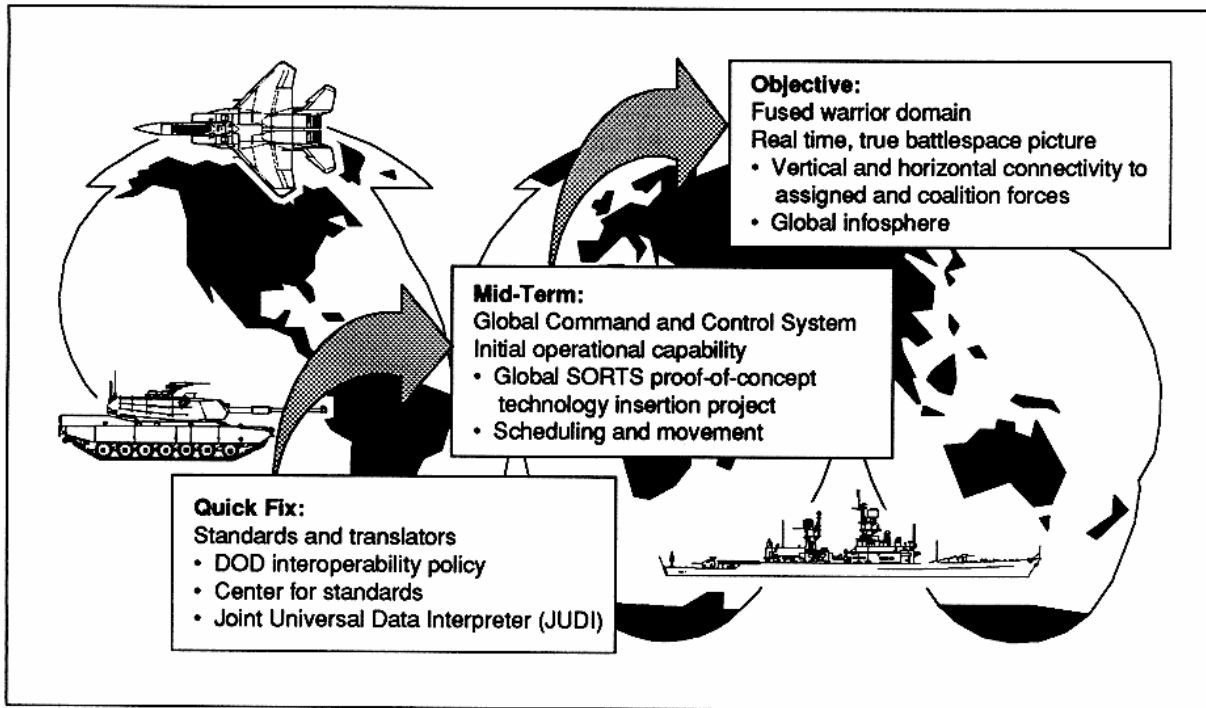 Objective:
Fused warrior domain
Real time, true battlespace picture
• Vertical and horizontal connectivity to
assigned and coalition forces
• Global infosphere
Mid-Term:
Global Command and Control System
Initial operational capability
• Global SORTS proof-of-concept
technology insertion project
• Scheduling and movement
Quick Fix:
Standards and translators
• DOD interoperability policy
• Center for standards
• Joint Universal Data Interpreter (JUDI)